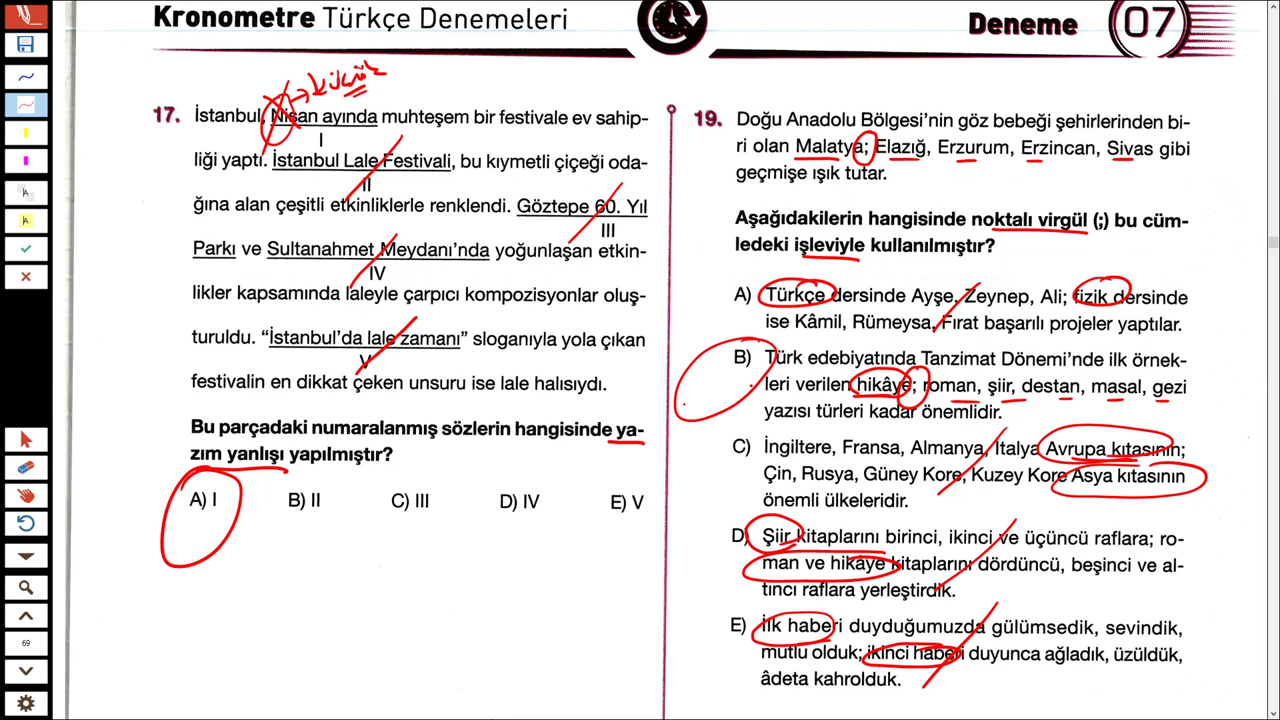 Kronometre Türkçe Denemeleri
Deneme 07
17. İstanbul, Nisan ayında muhteşem bir festivale ev sahip-
I
→ küçük
liği yaptı. İstanbul Lale Festivali, bu kıymetli çiçeği oda-
II
ğına alan çeşitli etkinliklerle renklendi. Göztepe 60. Yıl
III
Parkı ve Sultanahmet Meydanı'nda yoğunlaşan etkin-
IV
likler kapsamında laleyle çarpıcı kompozisyonlar oluş-
turuldu. “İstanbul'da lale zamanı” sloganıyla yola çıkan
V
festivalin en dikkat çeken unsuru ise lale halısıydı.
Bu parçadaki numaralanmış sözlerin hangisinde ya-
zım yanlışı yapılmıştır?
A) I B) II C) III D) IV E) V
19. Doğu Anadolu Bölgesi'nin göz bebeği şehirlerinden bi-
ri olan Malatya; Elazığ, Erzurum, Erzincan, Sivas gibi
geçmişe ışık tutar.
Aşağıdakilerin hangisinde noktalı virgül (;) bu cüm-
ledeki işleviyle kullanılmıştır?
A) Türkçe dersinde Ayşe, Zeynep, Ali; fizik dersinde
ise Kâmil, Rümeysa, Fırat başarılı projeler yaptılar.
B) Türk edebiyatında Tanzimat Dönemi'nde ilk örnek-
leri verilen hikâye; roman, şiir, destan, masal, gezi
yazısı türleri kadar önemlidir.
C) İngiltere, Fransa, Almanya, İtalya Avrupa kıtasının;
Çin, Rusya, Güney Kore, Kuzey Kore Asya kıtasının
önemli ülkeleridir.
D) Şiir kitaplarını birinci, ikinci ve üçüncü raflara; ro-
man ve hikâye kitaplarını dördüncü, beşinci ve al-
tıncı raflara yerleştirdik.
E) İlk haberi duyduğumuzda gülümsedik, sevindik,
mutlu olduk; ikinci haberi duyunca ağladık, üzüldük,
âdeta kahrolduk.
69